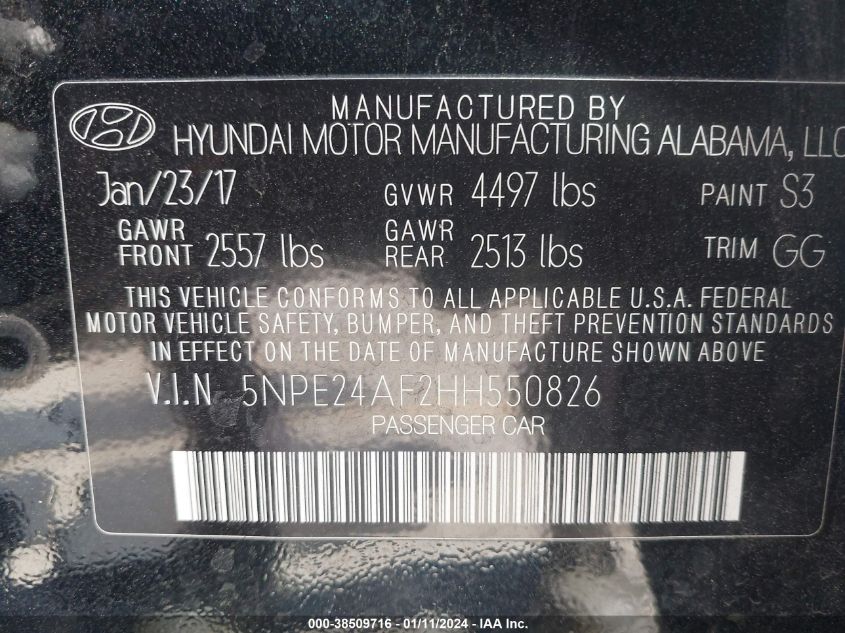 MANUFACTURED BY
HYUNDAI MOTOR MANUFACTURING ALABAMA, LLC
Jan/23/17 GVWR 4497 lbs PAINT S3
GAWR FRONT 2557 lbs GAWR REAR 2513 lbs TRIM GG
THIS VEHICLE CONFORMS TO ALL APPLICABLE U.S.A. FEDERAL
MOTOR VEHICLE SAFETY, BUMPER, AND THEFT PREVENTION STANDARDS
IN EFFECT ON THE DATE OF MANUFACTURE SHOWN ABOVE
V.I.N 5NPE24AF2HH550826
PASSENGER CAR
000-38509716 - 01/11/2024 - IAA Inc.